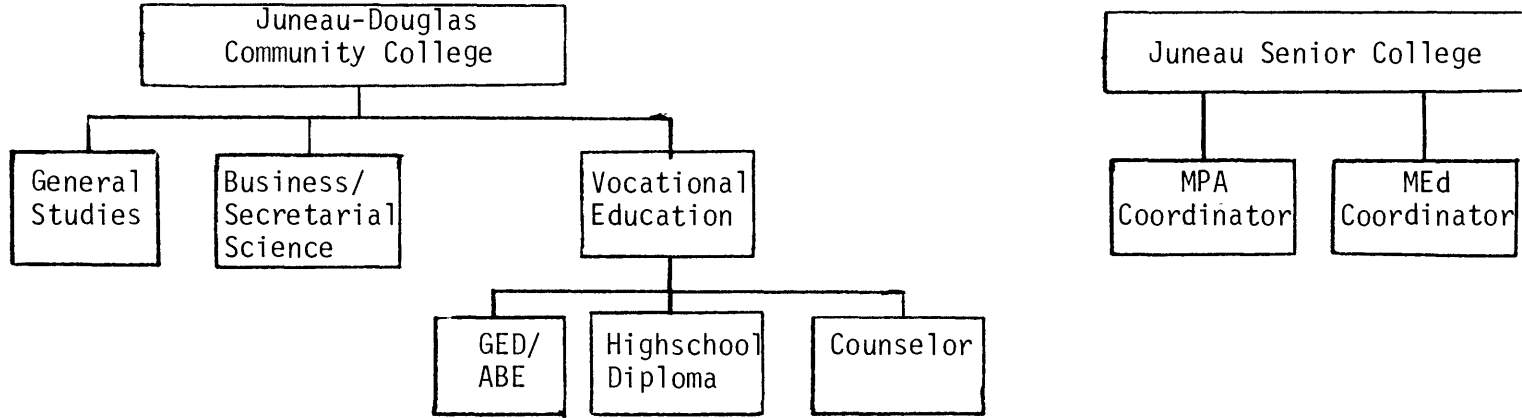 Juneau-Douglas
Community College
Juneau Senior College
General
Studies
Business/
Secretarial
Science
Vocational
Education
MPA
Coordinator
MEd
Coordinator
GED/
ABE
Highschool
Diploma
Counselor